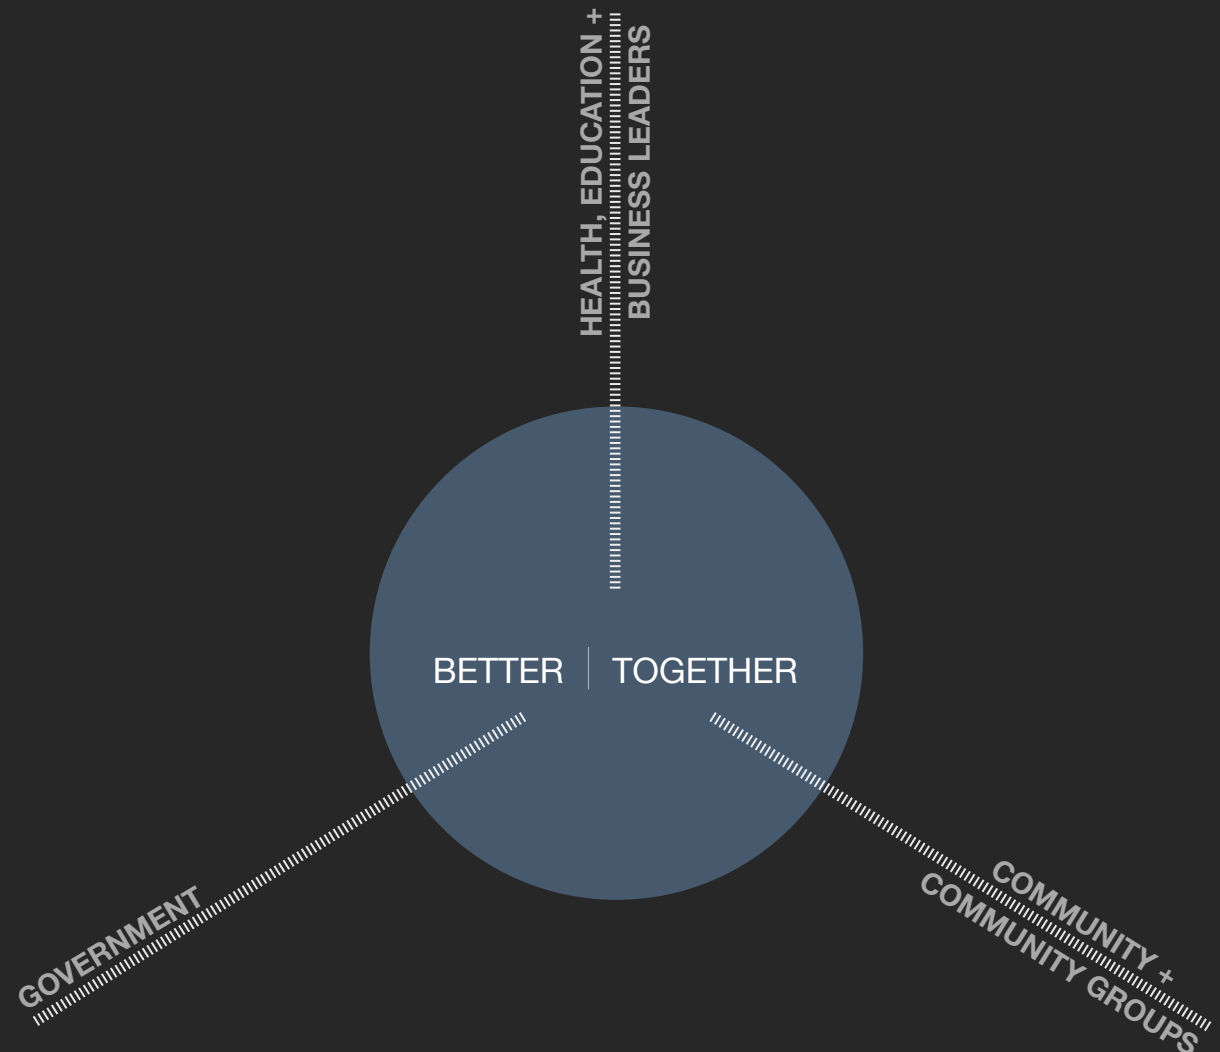 HEALTH, EDUCATION +
BUSINESS LEADERS
BETTER | TOGETHER
GOVERNMENT
COMMUNITY +
COMMUNITY GROUPS